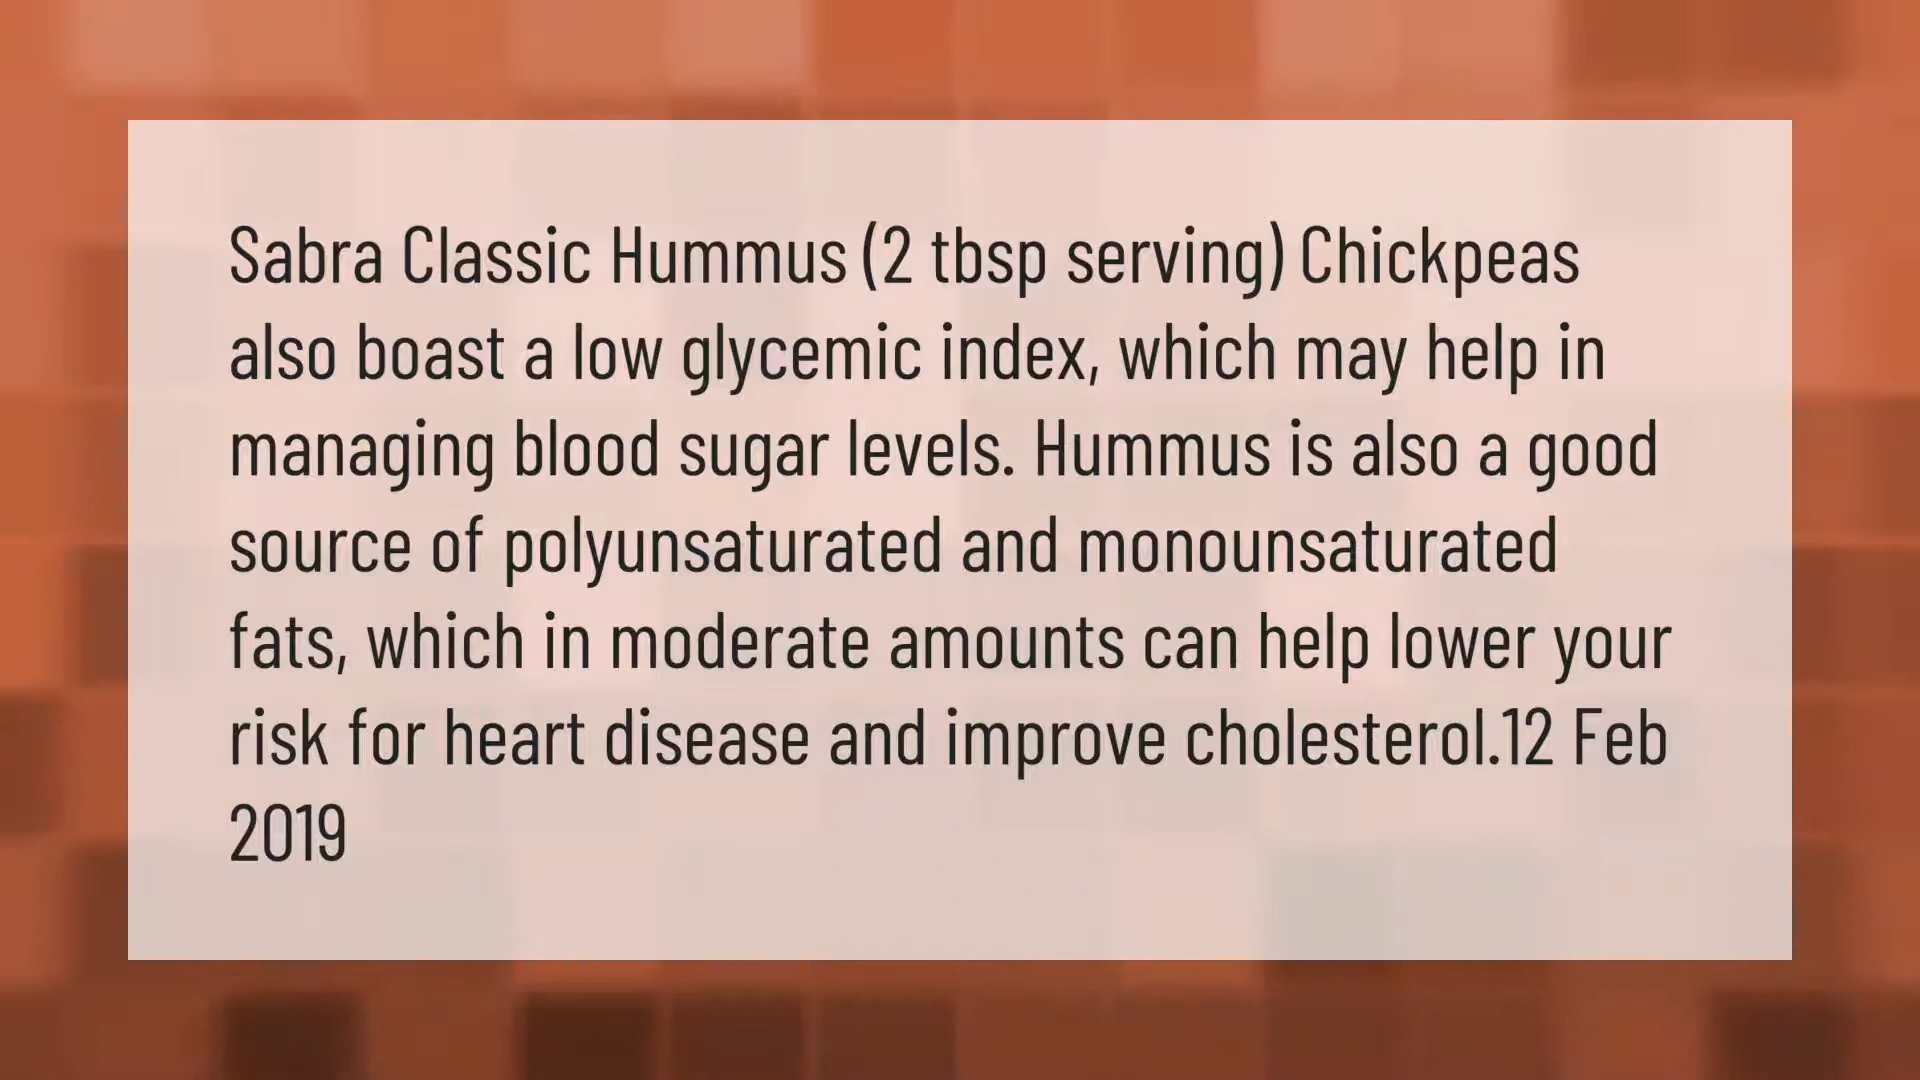 Sabra Classic Hummus (2 tbsp serving) Chickpeas
also boast a low glycemic index, which may help in
managing blood sugar levels. Hummus is also a good
source of polyunsaturated and monounsaturated
fats, which in moderate amounts can help lower your
risk for heart disease and improve cholesterol.12 Feb
2019